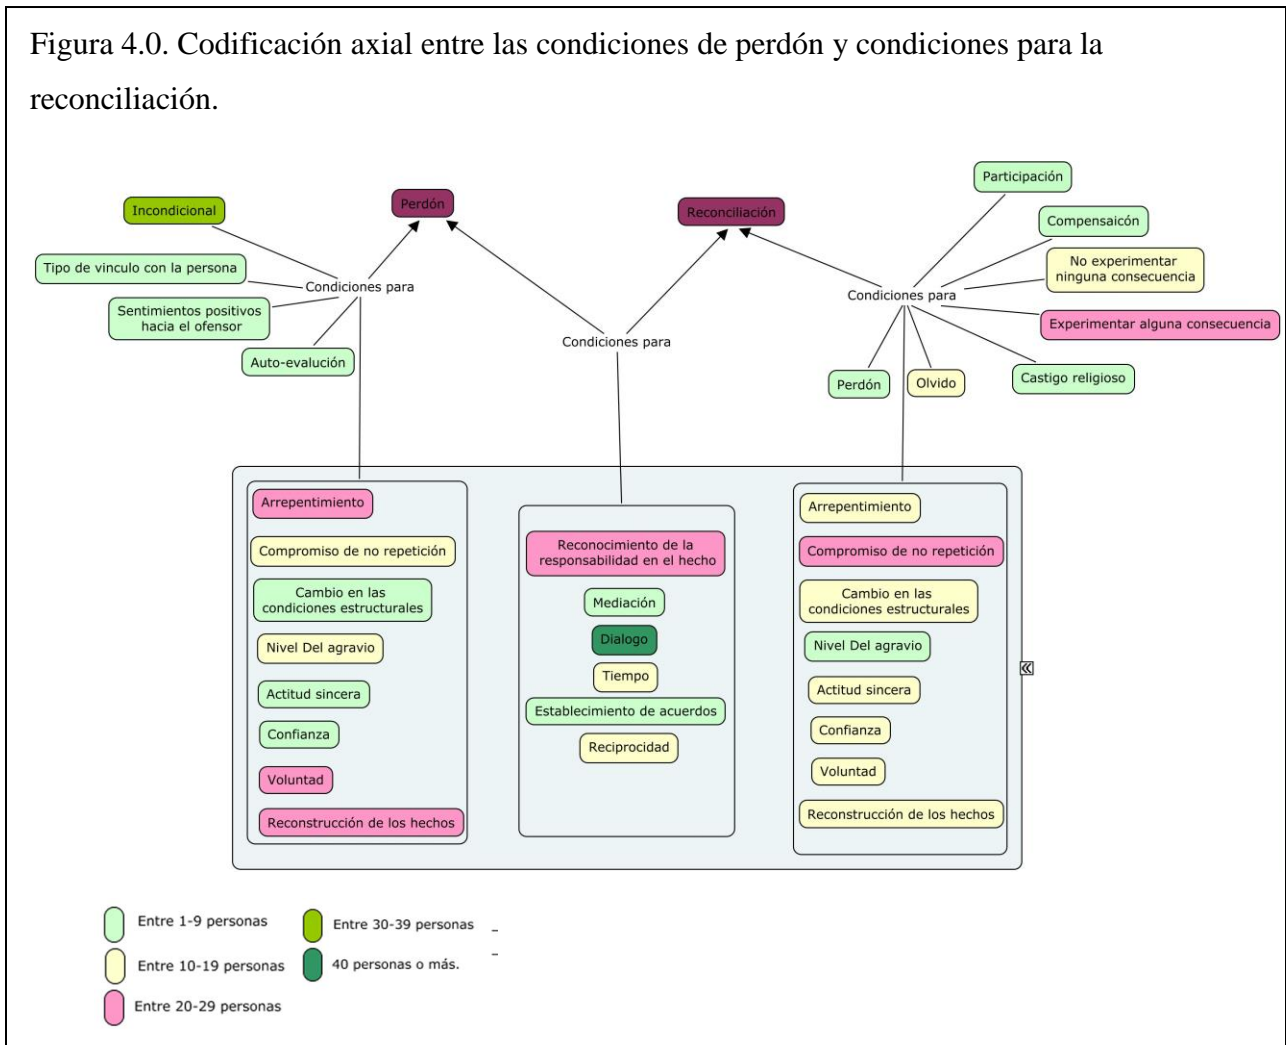 Figura 4.0. Codificación axial entre las condiciones de perdón y condiciones para la
reconciliación.
Incondicional
Perdón
Reconciliación
Participación
Compensaicón
No experimentar
ninguna consecuencia
Tipo de vinculo con la persona
Condiciones para
Condiciones para
Sentimientos positivos
hacia el ofensor
Experimentar alguna consecuencia
Condiciones para
Auto-evalución
Perdón
Olvido
Castigo religioso
Arrepentimiento
Compromiso de no repetición
Cambio en las
condiciones estructurales
Nivel Del agravio
Actitud sincera
Confianza
Voluntad
Reconstrucción de los hechos
Reconocimiento de la
responsabilidad en el hecho
Mediación
Dialogo
Tiempo
Establecimiento de acuerdos
Reciprocidad
Arrepentimiento
Compromiso de no repetición
Cambio en las
condiciones estructurales
Nivel Del agravio
Actitud sincera
Confianza
Voluntad
Reconstrucción de los hechos
Entre 1-9 personas
Entre 10-19 personas
Entre 20-29 personas
Entre 30-39 personas
40 personas o más.